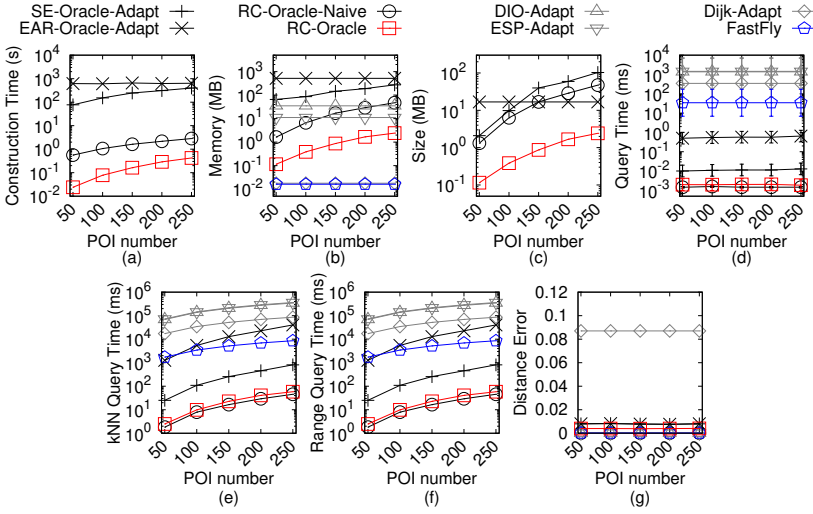 SE-Oracle-Adapt RC-Oracle-Naive DIO-Adapt Dijk-Adapt
EAR-Oracle-Adapt RC-Oracle ESP-Adapt FastFly
Construction Time (s) 10^4 10^3 10^2 10^1 10^0 10^-1 10^-2 50 100 150 200 250 POI number (a)
Memory (MB) 10^3 10^2 10^1 10^0 10^-1 10^-2 50 100 150 200 250 POI number (b)
Size (MB) 10^2 10^1 10^0 10^-1 50 100 150 200 250 POI number (c)
Query Time (ms) 10^4 10^3 10^2 10^1 10^0 10^-1 10^-2 10^-3 50 100 150 200 250 POI number (d)
kNN Query Time (ms) 10^6 10^5 10^4 10^3 10^2 10^1 10^0 50 100 150 200 250 POI number (e)
Range Query Time (ms) 10^6 10^5 10^4 10^3 10^2 10^1 10^0 50 100 150 200 250 POI number (f)
Distance Error 0.12 0.1 0.08 0.06 0.04 0.02 0 50 100 150 200 250 POI number (g)